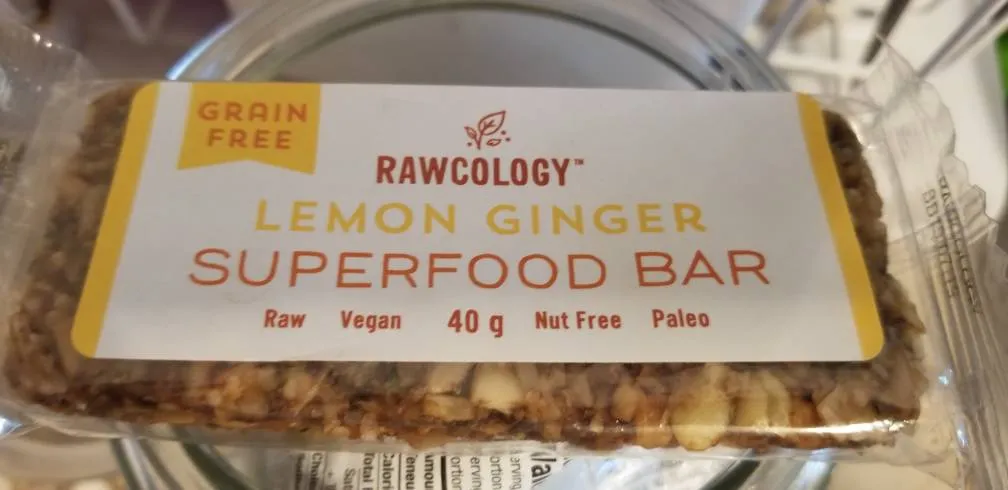 GRAIN
FREE
RAWCOLOGY™
LEMON GINGER
SUPERFOOD BAR
Raw Vegan 40 g Nut Free Paleo